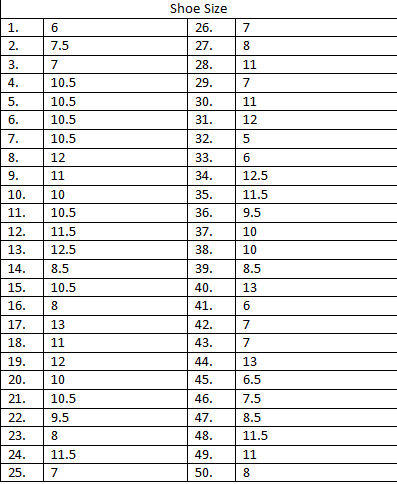 Shoe Size
1. 6 26. 7
2. 7.5 27. 8
3. 7 28. 11
4. 10.5 29. 7
5. 10.5 30. 11
6. 10.5 31. 12
7. 10.5 32. 5
8. 12 33. 6
9. 11 34. 12.5
10. 10 35. 11.5
11. 10.5 36. 9.5
12. 11.5 37. 10
13. 12.5 38. 10
14. 8.5 39. 8.5
15. 10.5 40. 13
16. 8 41. 6
17. 13 42. 7
18. 11 43. 7
19. 12 44. 13
20. 10 45. 6.5
21. 10.5 46. 7.5
22. 9.5 47. 8.5
23. 8 48. 11.5
24. 11.5 49. 11
25. 7 50. 8